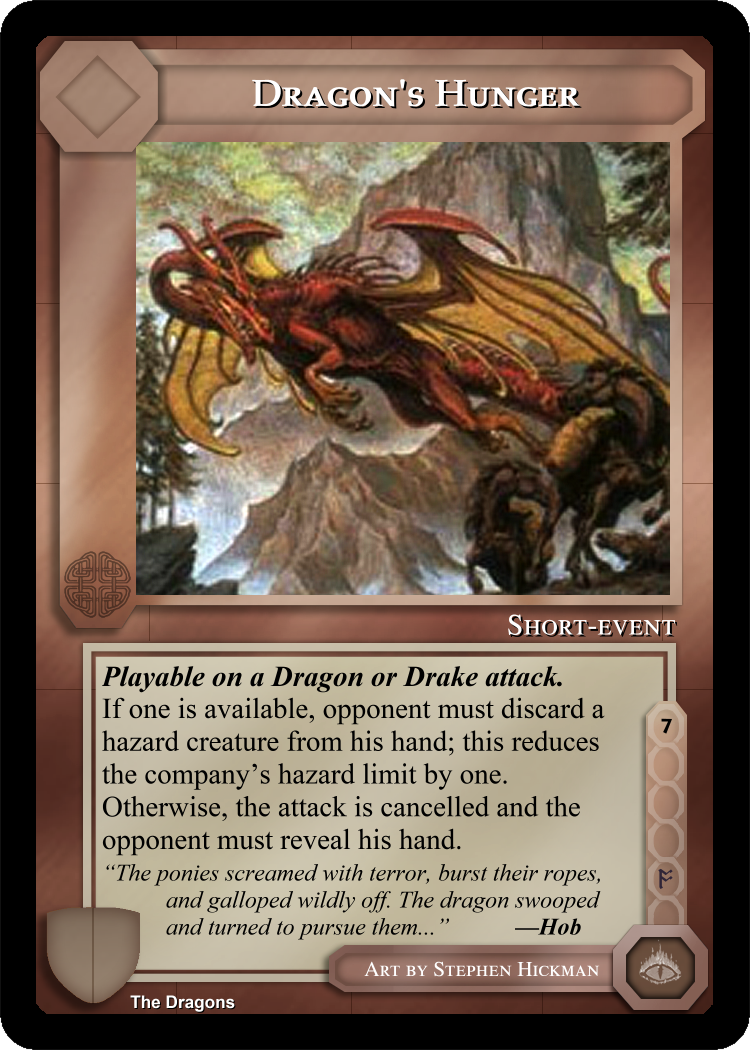 Dragon's Hunger
Short-event
Playable on a Dragon or Drake attack.
If one is available, opponent must discard a
hazard creature from his hand; this reduces
the company's hazard limit by one.
Otherwise, the attack is cancelled and the
opponent must reveal his hand.
7
"The ponies screamed with terror, burst their ropes,
and galloped wildly off. The dragon swooped
and turned to pursue them..." —Hob
Art by Stephen Hickman
The Dragons